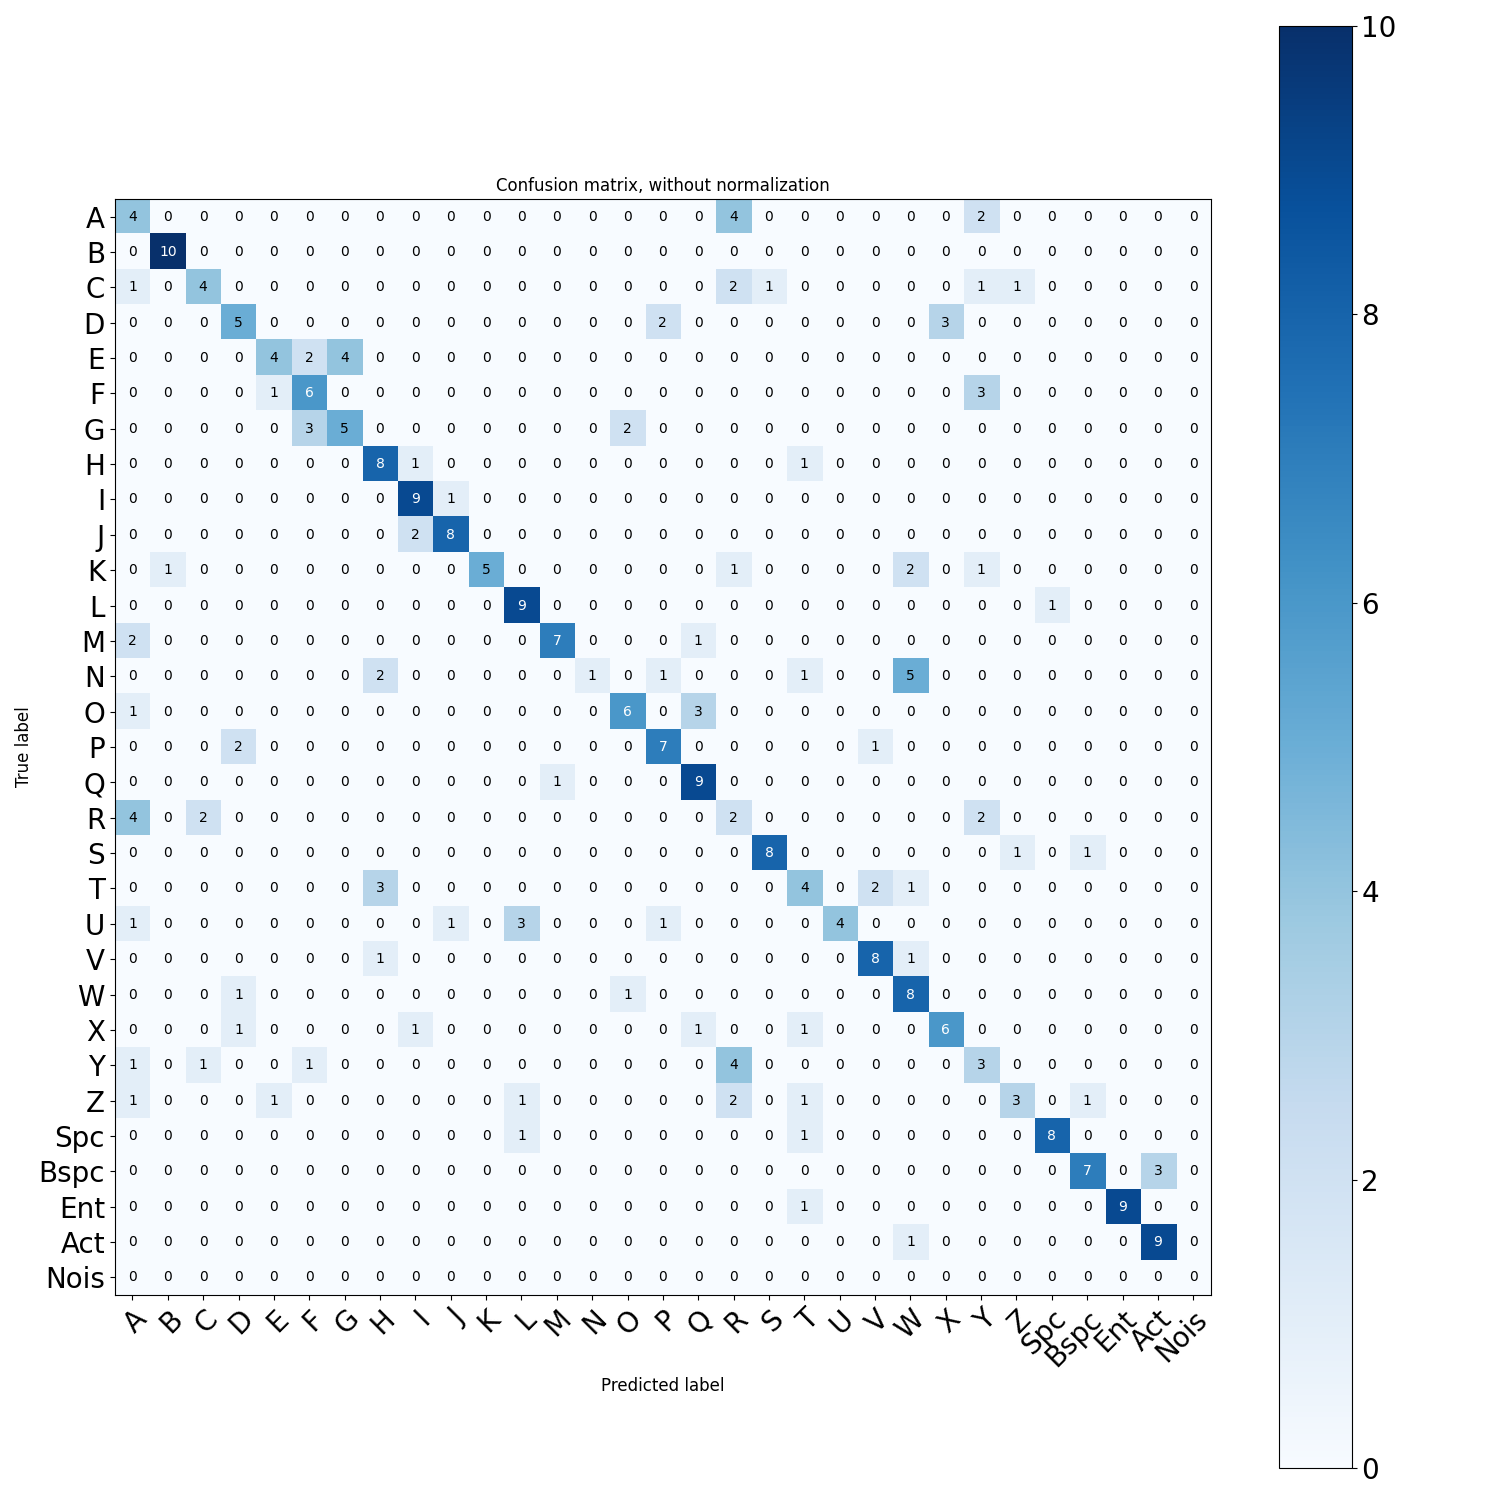 Confusion matrix, without normalization
A 4 0 0 0 0 0 0 0 0 0 0 0 0 0 0 0 0 4 0 0 0 0 0 0 2 0 0 0 0 0 0
B 0 10 0 0 0 0 0 0 0 0 0 0 0 0 0 0 0 0 0 0 0 0 0 0 0 0 0 0 0 0 0
C 1 0 4 0 0 0 0 0 0 0 0 0 0 0 0 0 0 2 1 0 0 0 0 0 1 1 0 0 0 0 0
D 0 0 0 5 0 0 0 0 0 0 0 0 0 0 0 2 0 0 0 0 0 0 0 3 0 0 0 0 0 0 0
E 0 0 0 0 4 2 4 0 0 0 0 0 0 0 0 0 0 0 0 0 0 0 0 0 0 0 0 0 0 0 0
F 0 0 0 0 1 6 0 0 0 0 0 0 0 0 0 0 0 0 0 0 0 0 0 0 3 0 0 0 0 0 0
G 0 0 0 0 0 3 5 0 0 0 0 0 0 0 2 0 0 0 0 0 0 0 0 0 0 0 0 0 0 0 0
H 0 0 0 0 0 0 0 8 1 0 0 0 0 0 0 0 0 0 0 1 0 0 0 0 0 0 0 0 0 0 0
I 0 0 0 0 0 0 0 0 9 1 0 0 0 0 0 0 0 0 0 0 0 0 0 0 0 0 0 0 0 0 0
J 0 0 0 0 0 0 0 0 2 8 0 0 0 0 0 0 0 0 0 0 0 0 0 0 0 0 0 0 0 0 0
K 0 1 0 0 0 0 0 0 0 0 5 0 0 0 0 0 0 1 0 0 0 0 2 0 1 0 0 0 0 0 0
L 0 0 0 0 0 0 0 0 0 0 0 9 0 0 0 0 0 0 0 0 0 0 0 0 0 0 1 0 0 0 0
M 2 0 0 0 0 0 0 0 0 0 0 0 7 0 0 0 1 0 0 0 0 0 0 0 0 0 0 0 0 0 0
N 0 0 0 0 0 0 0 2 0 0 0 0 0 1 0 1 0 0 0 1 0 0 5 0 0 0 0 0 0 0 0
O 1 0 0 0 0 0 0 0 0 0 0 0 0 0 6 0 3 0 0 0 0 0 0 0 0 0 0 0 0 0 0
P 0 0 0 2 0 0 0 0 0 0 0 0 0 0 0 7 0 0 0 0 0 1 0 0 0 0 0 0 0 0 0
Q 0 0 0 0 0 0 0 0 0 0 0 0 1 0 0 0 9 0 0 0 0 0 0 0 0 0 0 0 0 0 0
R 4 0 2 0 0 0 0 0 0 0 0 0 0 0 0 0 0 2 0 0 0 0 0 0 2 0 0 0 0 0 0
S 0 0 0 0 0 0 0 0 0 0 0 0 0 0 0 0 0 0 8 0 0 0 0 0 0 1 0 1 0 0 0
T 0 0 0 0 0 0 0 3 0 0 0 0 0 0 0 0 0 0 0 4 0 2 1 0 0 0 0 0 0 0 0
U 1 0 0 0 0 0 0 0 0 1 0 3 0 0 0 1 0 0 0 0 4 0 0 0 0 0 0 0 0 0 0
V 0 0 0 0 0 0 0 1 0 0 0 0 0 0 0 0 0 0 0 0 0 8 1 0 0 0 0 0 0 0 0
W 0 0 0 1 0 0 0 0 0 0 0 0 0 0 1 0 0 0 0 0 0 0 8 0 0 0 0 0 0 0 0
X 0 0 0 1 0 0 0 0 1 0 0 0 0 0 0 0 1 0 0 1 0 0 0 6 0 0 0 0 0 0 0
Y 1 0 1 0 0 1 0 0 0 0 0 0 0 0 0 0 0 4 0 0 0 0 0 0 3 0 0 0 0 0 0
Z 1 0 0 0 1 0 0 0 0 0 0 1 0 0 0 0 0 2 0 1 0 0 0 0 0 3 0 1 0 0 0
Spc 0 0 0 0 0 0 0 0 0 0 0 1 0 0 0 0 0 0 0 1 0 0 0 0 0 0 8 0 0 0 0
Bspc 0 0 0 0 0 0 0 0 0 0 0 0 0 0 0 0 0 0 0 0 0 0 0 0 0 0 0 7 0 3 0
Ent 0 0 0 0 0 0 0 0 0 0 0 0 0 0 0 0 0 0 0 1 0 0 0 0 0 0 0 0 9 0 0
Act 0 0 0 0 0 0 0 0 0 0 0 0 0 0 0 0 0 0 0 0 0 0 1 0 0 0 0 0 0 9 0
Nois 0 0 0 0 0 0 0 0 0 0 0 0 0 0 0 0 0 0 0 0 0 0 0 0 0 0 0 0 0 0 0
A B C D E F G H I J K L M N O P Q R S T U V W X Y Z Spc Bspc Ent Act Nois
Predicted label
True label
10
8
6
4
2
0